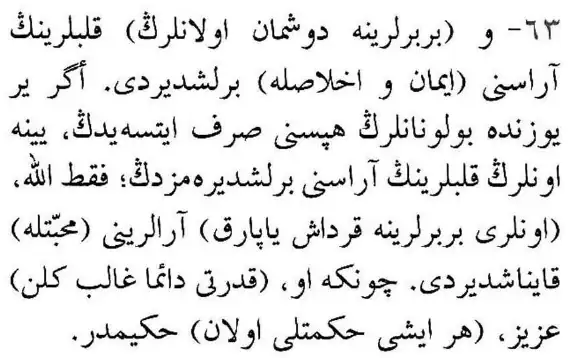 ٦٣- و (بربرلرینه دوشمان اولانلرڭ) قلبلرینڭ
آراسنی (ایمان و اخلاصله) برلشدیردی. أگر یر
یوزنده بولونانلرڭ هپسنی صرف ایتسه‌یدڭ، یینه
اونلرڭ قلبلرینڭ آراسنی برلشدیره‌مزدڭ؛ فقط الله،
(اونلری بربرلرینه قرداش یاپارق) آرالرینی (محبّتله)
قایناشدیردی. چونکه او، (قدرتی دائما غالب کلن)
عزیز، (هر ایشی حکمتلی اولان) حکیمدر.